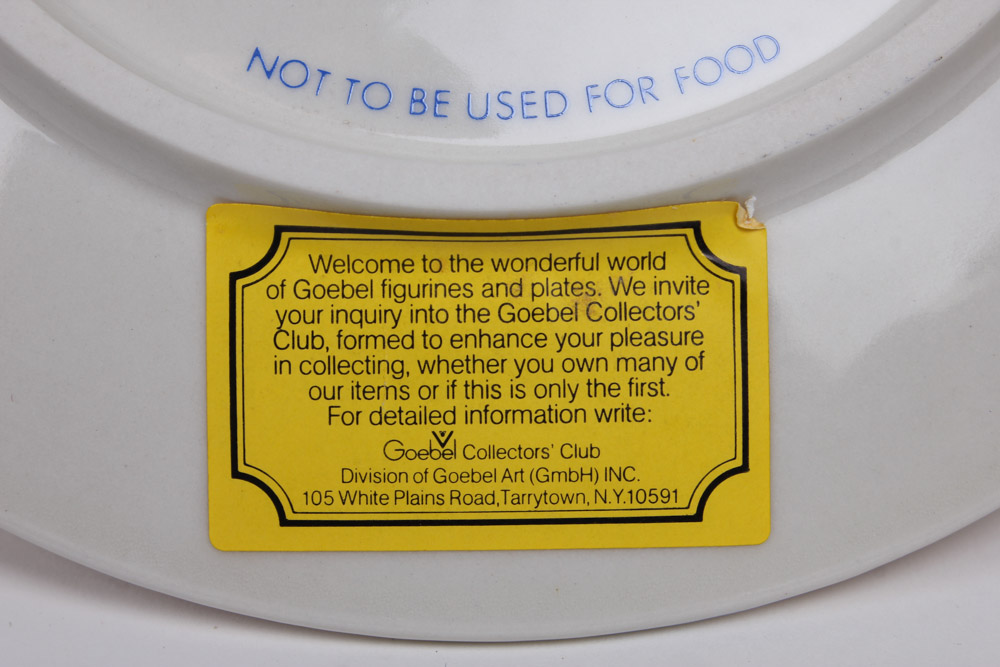 NOT TO BE USED FOR FOOD
Welcome to the wonderful world
of Goebel figurines and plates. We invite
your inquiry into the Goebel Collectors'
Club, formed to enhance your pleasure
in collecting, whether you own many of
our items or if this is only the first.
For detailed information write:
Goebel Collectors' Club
Division of Goebel Art (GmbH) INC.
105 White Plains Road, Tarrytown, N.Y. 10591